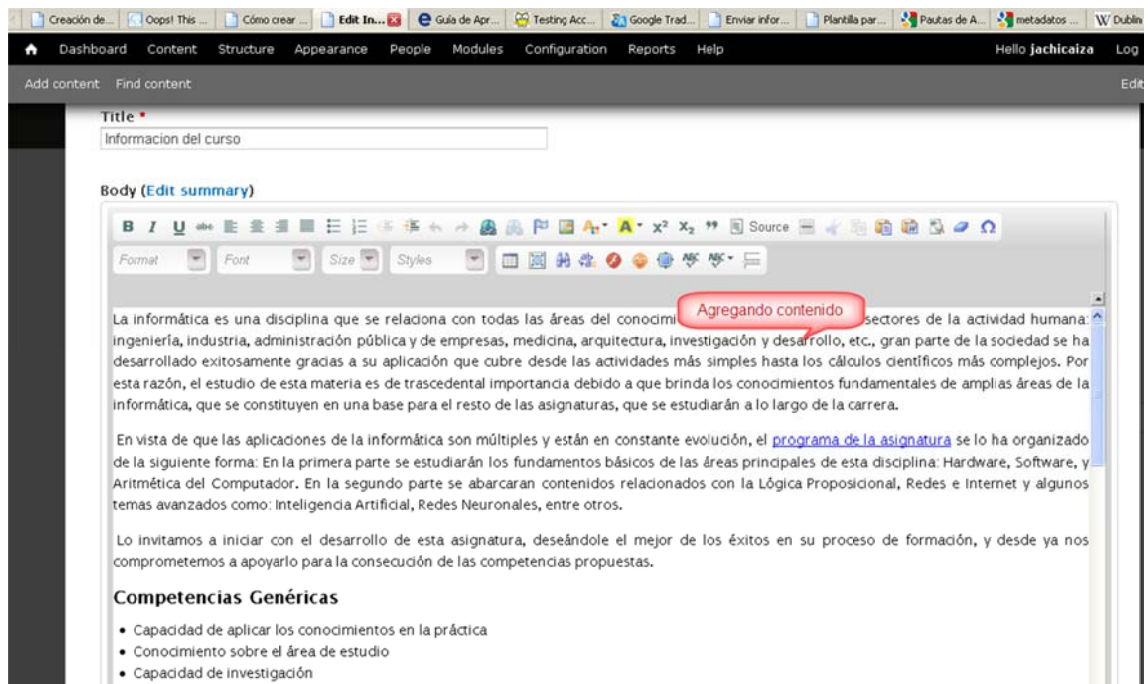 Creación de... Oops! This ... Cómo crear ... Edit In... Guía de Apr... Testing Acc... Google Trad... Enviar infor... Plantilla par... Pautas de A... metadatos ... Dublin
Dashboard Content Structure Appearance People Modules Configuration Reports Help Hello jachicaiza Log
Add content Find content Edit
Title *
Informacion del curso
Body (Edit summary)
B I U abc A A x² X₂ Source Ω
Format Font Size Styles ABC ABC
Agregando contenido
La informática es una disciplina que se relaciona con todas las áreas del conocimi sectores de la actividad humana:
ingeniería, industria, administración pública y de empresas, medicina, arquitectura, investigación y desarrollo, etc., gran parte de la sociedad se ha
desarrollado exitosamente gracias a su aplicación que cubre desde las actividades más simples hasta los cálculos científicos más complejos. Por
esta razón, el estudio de esta materia es de trascedental importancia debido a que brinda los conocimientos fundamentales de amplias áreas de la
informática, que se constituyen en una base para el resto de las asignaturas, que se estudiarán a lo largo de la carrera.
En vista de que las aplicaciones de la informática son múltiples y están en constante evolución, el programa de la asignatura se lo ha organizado
de la siguiente forma: En la primera parte se estudiarán los fundamentos básicos de las áreas principales de esta disciplina: Hardware, Software, y
Aritmética del Computador. En la segundo parte se abarcaran contenidos relacionados con la Lógica Proposicional, Redes e Internet y algunos
temas avanzados como: Inteligencia Artificial, Redes Neuronales, entre otros.
Lo invitamos a iniciar con el desarrollo de esta asignatura, deseándole el mejor de los éxitos en su proceso de formación, y desde ya nos
comprometemos a apoyarlo para la consecución de las competencias propuestas.
Competencias Genéricas
• Capacidad de aplicar los conocimientos en la práctica
• Conocimiento sobre el área de estudio
• Capacidad de investigación